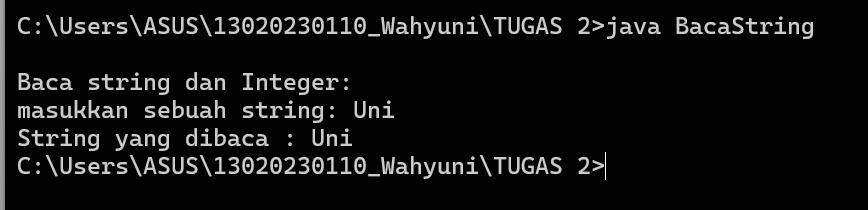 C:\Users\ASUS\13020230110_Wahyuni\TUGAS 2>java BacaString
Baca string dan Integer:
masukkan sebuah string: Uni
String yang dibaca : Uni
C:\Users\ASUS\13020230110_Wahyuni\TUGAS 2>